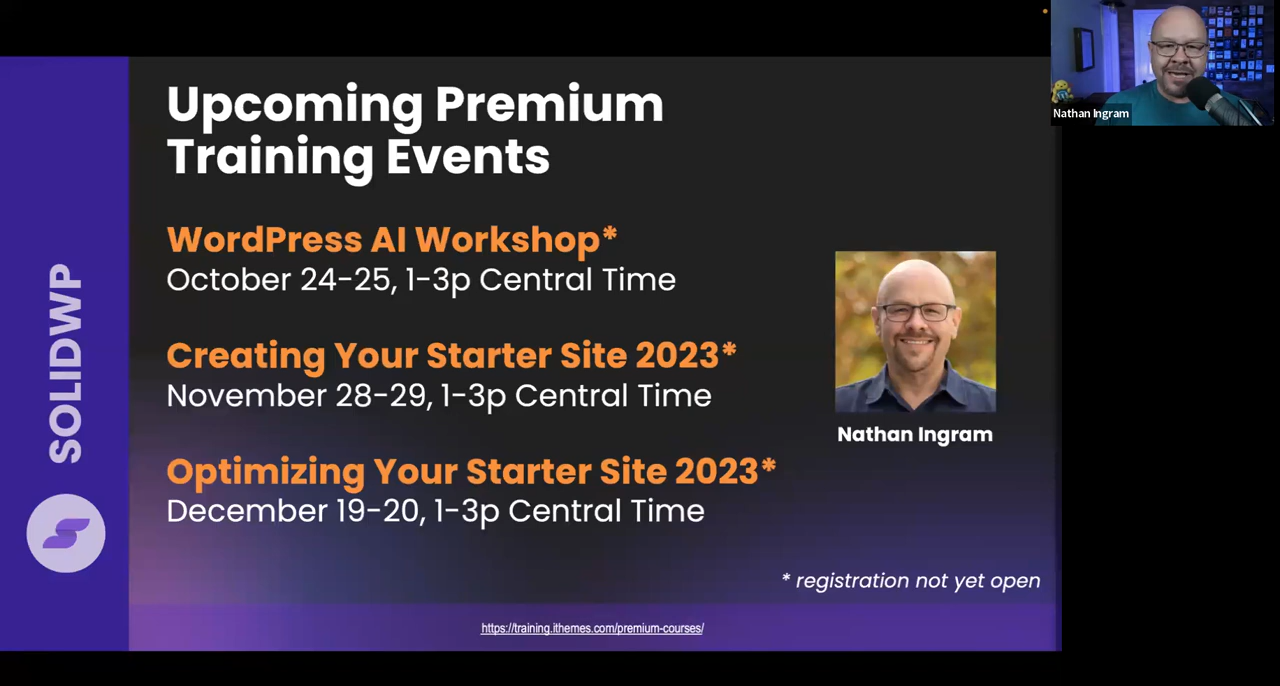 Upcoming Premium
Training Events
WordPress AI Workshop*
October 24-25, 1-3p Central Time
Creating Your Starter Site 2023*
November 28-29, 1-3p Central Time
Optimizing Your Starter Site 2023*
December 19-20, 1-3p Central Time
SOLIDWP
Nathan Ingram
* registration not yet open
https://training.ithemes.com/premium-courses/
Nathan Ingram